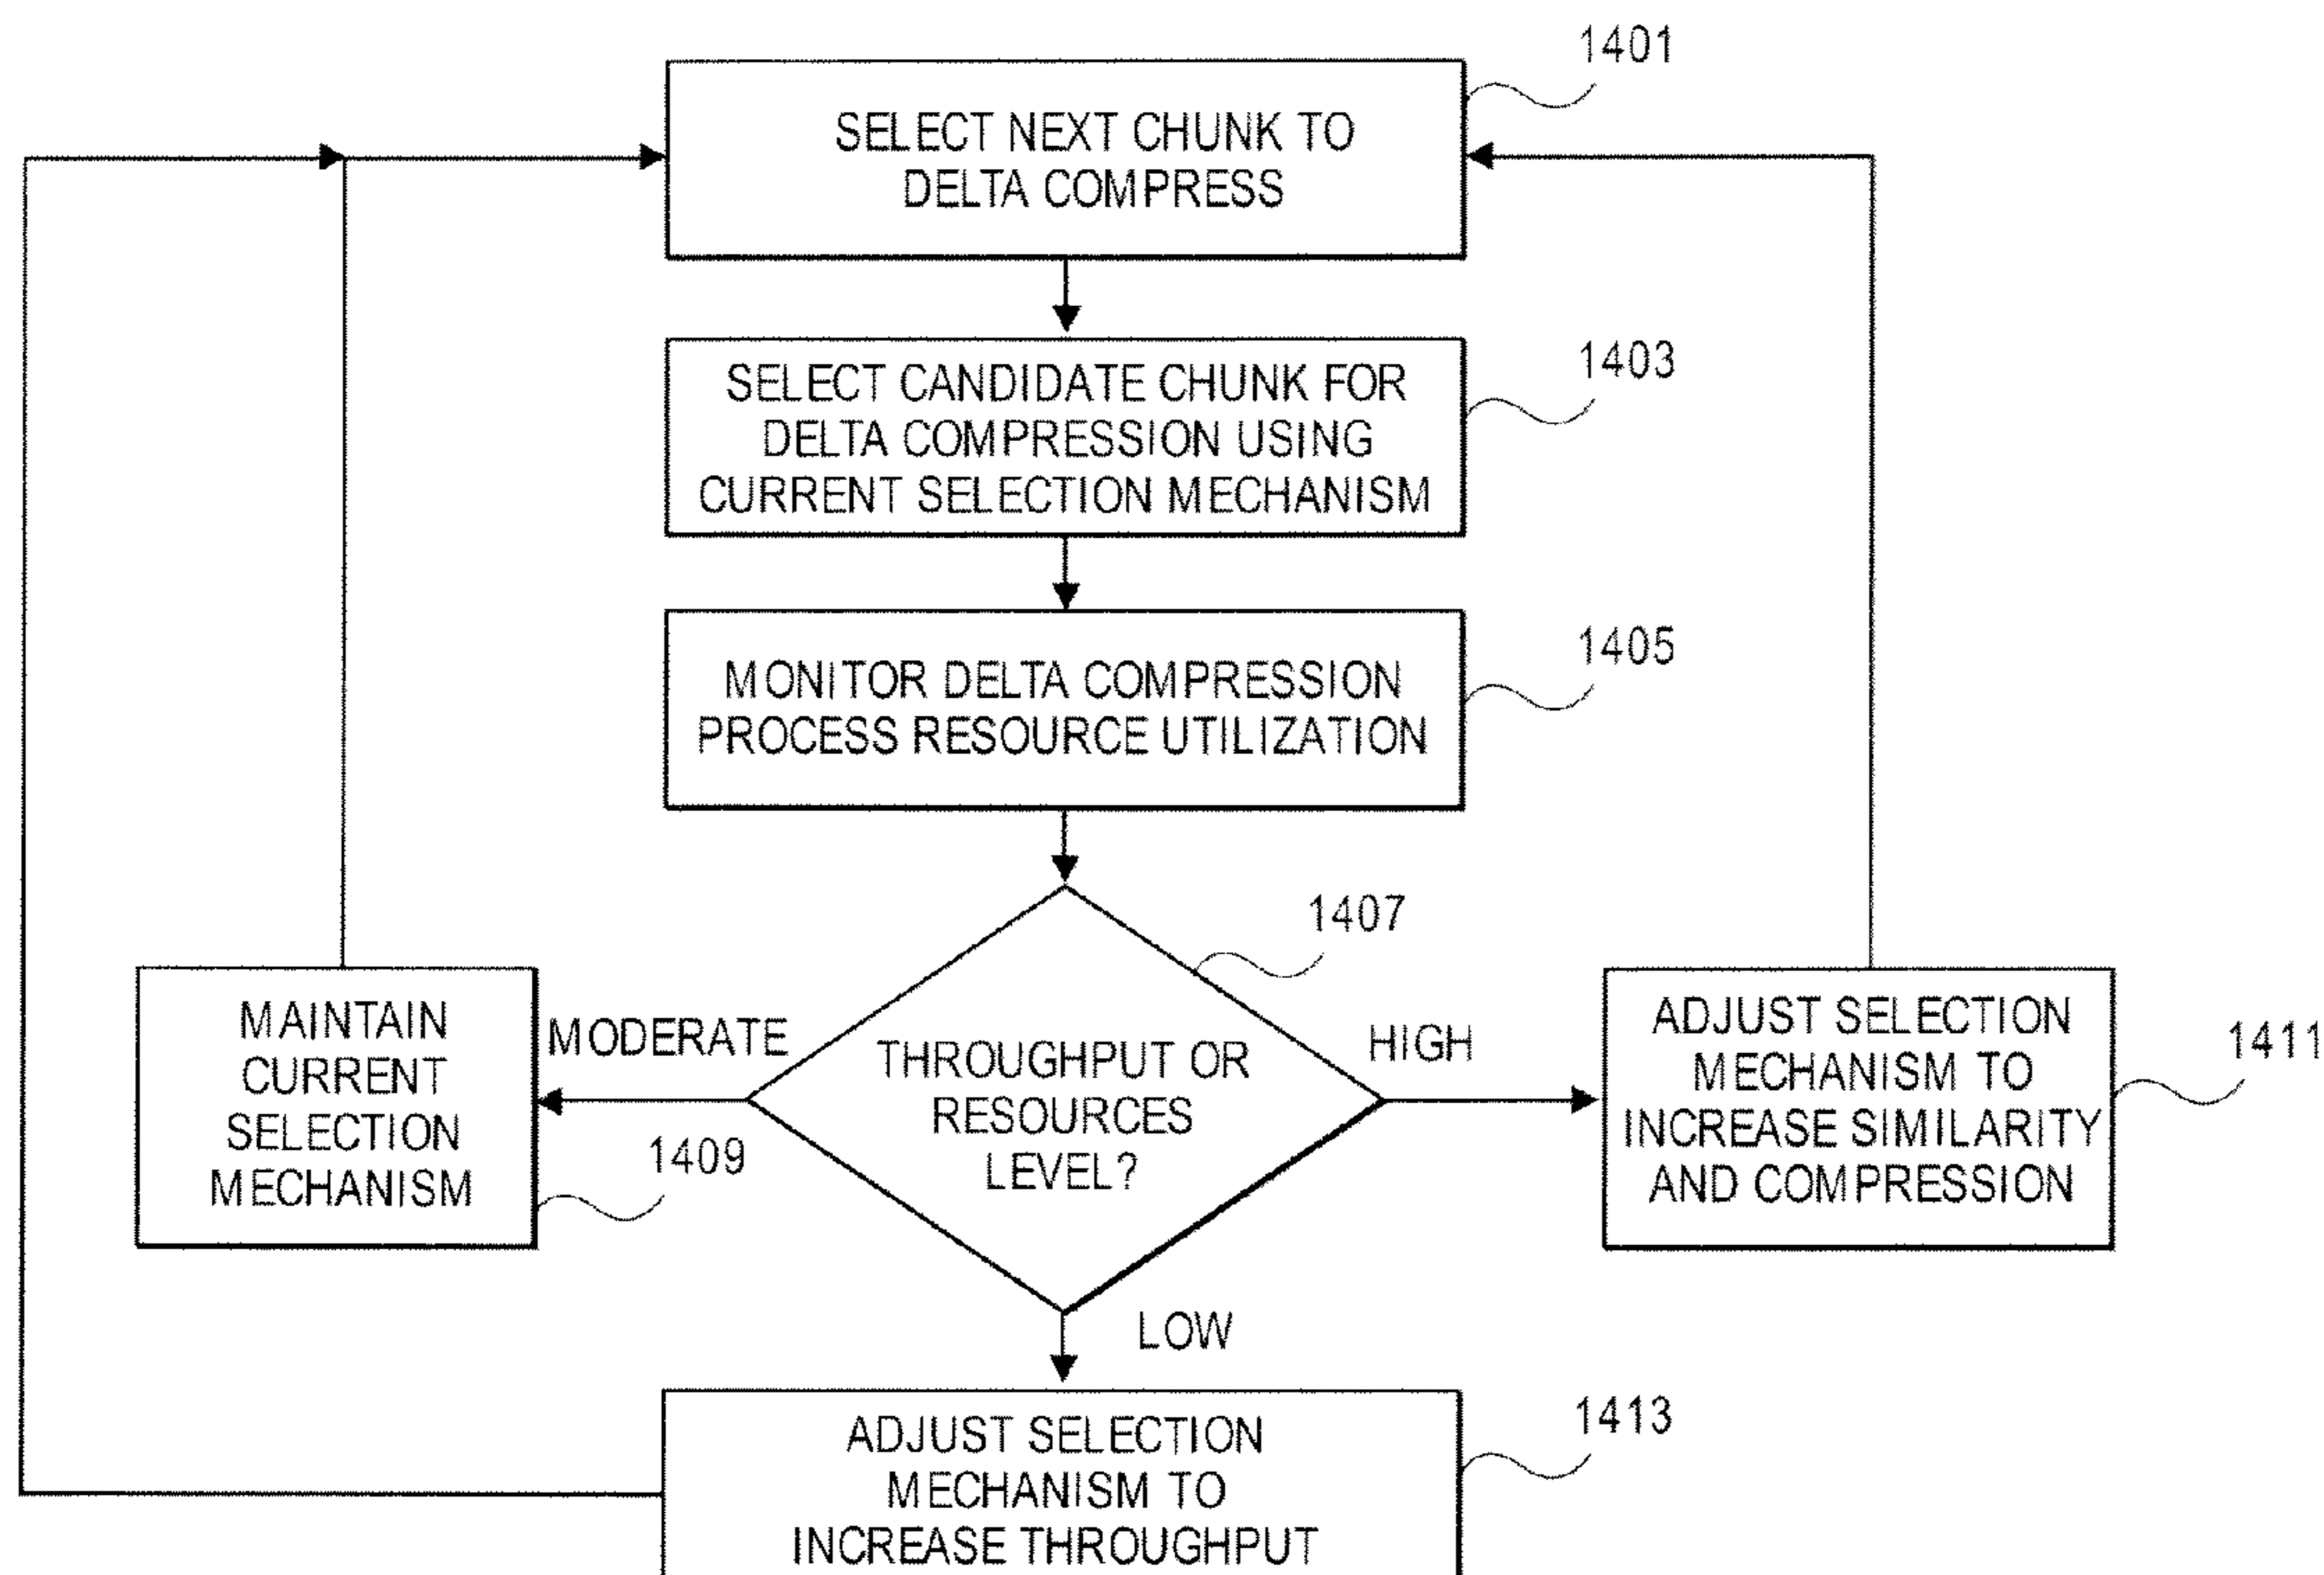 1401
SELECT NEXT CHUNK TO
DELTA COMPRESS
1403
SELECT CANDIDATE CHUNK FOR
DELTA COMPRESSION USING
CURRENT SELECTION MECHANISM
1405
MONITOR DELTA COMPRESSION
PROCESS RESOURCE UTILIZATION
1407
THROUGHPUT OR
RESOURCES
LEVEL?
MODERATE
MAINTAIN
CURRENT
SELECTION
MECHANISM
1409
HIGH
ADJUST SELECTION
MECHANISM TO
INCREASE SIMILARITY
AND COMPRESSION
1411
LOW
1413
ADJUST SELECTION
MECHANISM TO
INCREASE THROUGHPUT